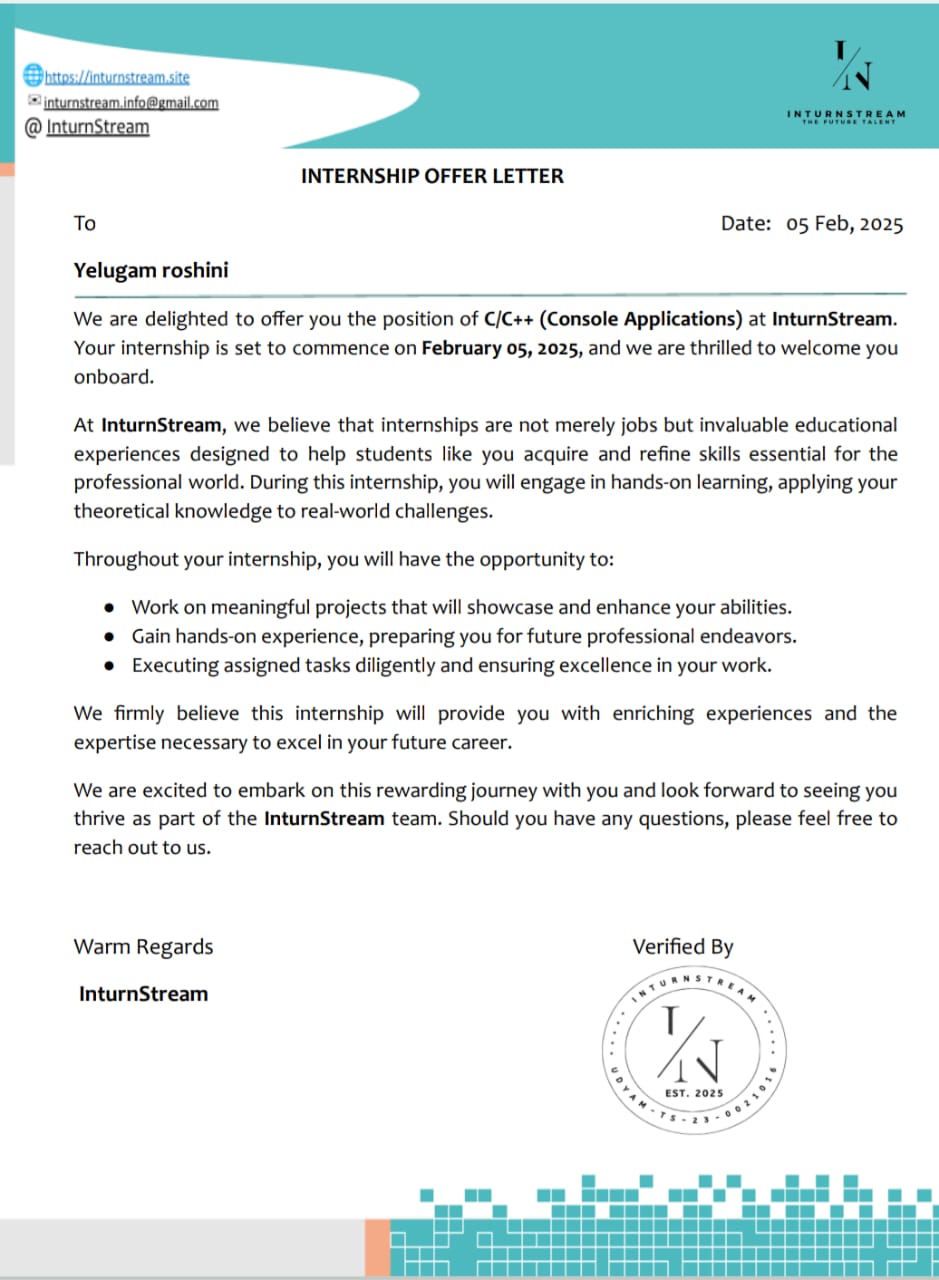 https://inturnstream.site
inturnstream.info@gmail.com
@ InturnStream
I/N
INTURNSTREAM
THE FUTURE TALENT
INTERNSHIP OFFER LETTER
To
Date: 05 Feb, 2025
Yelugam roshini
We are delighted to offer you the position of C/C++ (Console Applications) at InturnStream.
Your internship is set to commence on February 05, 2025, and we are thrilled to welcome you
onboard.
At InturnStream, we believe that internships are not merely jobs but invaluable educational
experiences designed to help students like you acquire and refine skills essential for the
professional world. During this internship, you will engage in hands-on learning, applying your
theoretical knowledge to real-world challenges.
Throughout your internship, you will have the opportunity to:
● Work on meaningful projects that will showcase and enhance your abilities.
● Gain hands-on experience, preparing you for future professional endeavors.
● Executing assigned tasks diligently and ensuring excellence in your work.
We firmly believe this internship will provide you with enriching experiences and the
expertise necessary to excel in your future career.
We are excited to embark on this rewarding journey with you and look forward to seeing you
thrive as part of the InturnStream team. Should you have any questions, please feel free to
reach out to us.
Warm Regards
Verified By
InturnStream
INTURNSTREAM
I/N
EST. 2025
UDYAM-TS-23-0021016